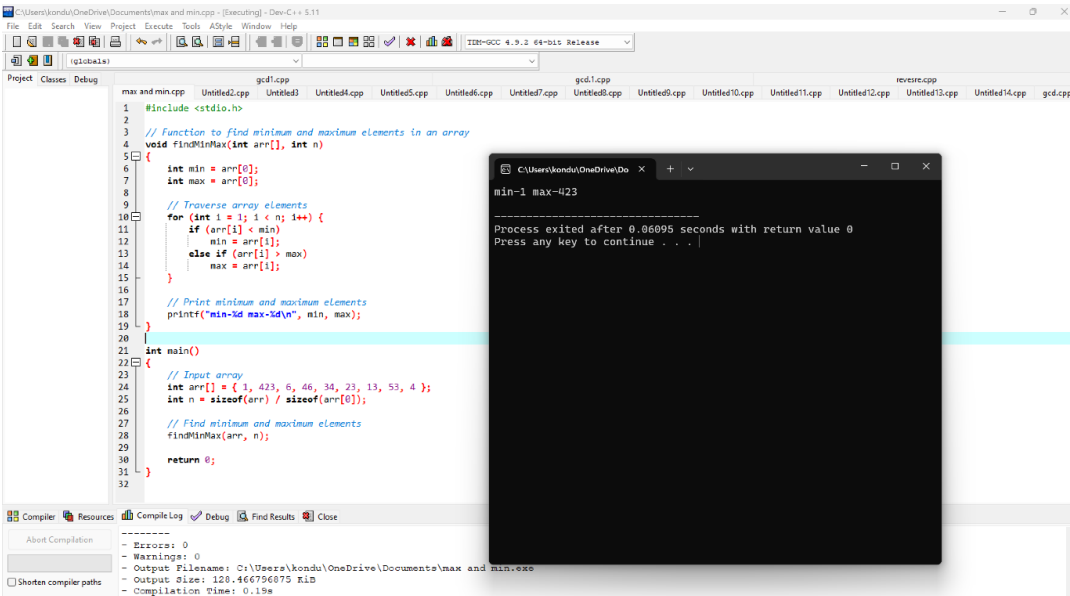 C:\Users\kondu\OneDrive\Documents\max and min.cpp - [Executing] - Dev-C++ 5.11
File Edit Search View Project Execute Tools AStyle Window Help
TDM-GCC 4.9.2 64-bit Release
(globals)
Project Classes Debug
gcd1.cpp gcd.1.cpp revesre.cpp
max and min.cpp Untitled2.cpp Untitled3 Untitled4.cpp Untitled5.cpp Untitled6.cpp Untitled7.cpp Untitled8.cpp Untitled9.cpp Untitled10.cpp Untitled11.cpp Untitled12.cpp Untitled13.cpp Untitled14.cpp gcd.cpp
1 #include <stdio.h>
2
3 // Function to find minimum and maximum elements in an array
4 void findMinMax(int arr[], int n)
5 {
6 int min = arr[0];
7 int max = arr[0];
8
9 // Traverse array elements
10 for (int i = 1; i < n; i++) {
11 if (arr[i] < min)
12 min = arr[i];
13 else if (arr[i] > max)
14 max = arr[i];
15 }
16
17 // Print minimum and maximum elements
18 printf("min-%d max-%d\n", min, max);
19 }
20
21 int main()
22 {
23 // Input array
24 int arr[] = { 1, 423, 6, 46, 34, 23, 13, 53, 4 };
25 int n = sizeof(arr) / sizeof(arr[0]);
26
27 // Find minimum and maximum elements
28 findMinMax(arr, n);
29
30 return 0;
31 }
32
C:\Users\kondu\OneDrive\Do
min-1 max-423
--------------------------------
Process exited after 0.06095 seconds with return value 0
Press any key to continue . . .
Compiler Resources Compile Log Debug Find Results Close
Abort Compilation
Shorten compiler paths
--------
- Errors: 0
- Warnings: 0
- Output Filename: C:\Users\kondu\OneDrive\Documents\max and min.exe
- Output Size: 128.466796875 KiB
- Compilation Time: 0.19s